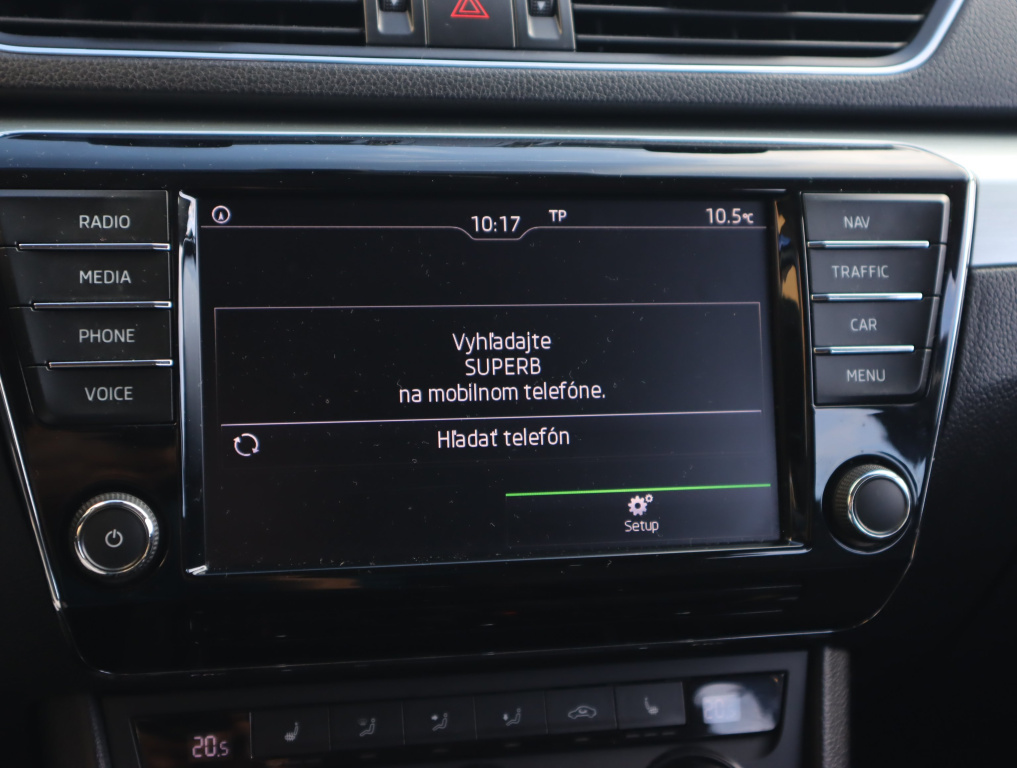 RADIO
MEDIA
PHONE
VOICE
10:17
TP
10.5°C
Vyhľadajte
SUPERB
na mobilnom telefóne.
Hľadať telefón
Setup
NAV
TRAFFIC
CAR
MENU
20.5